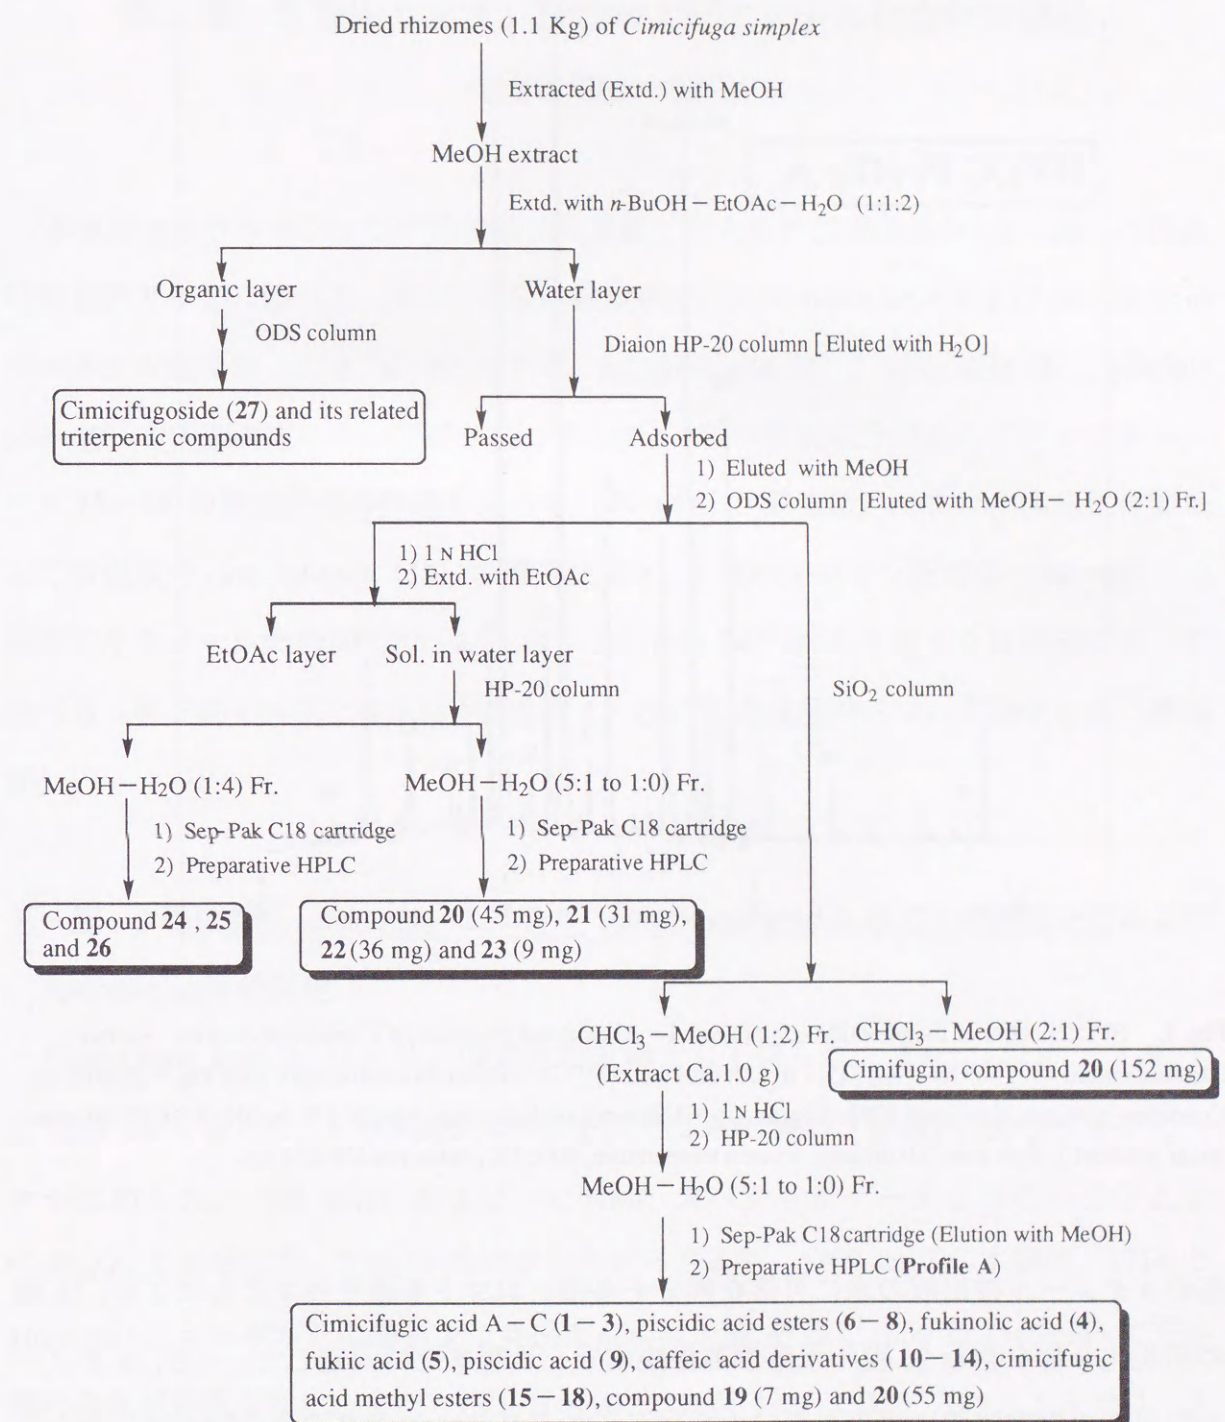 Dried rhizomes (1.1 Kg) of Cimicifuga simplex
Extracted (Extd.) with MeOH
MeOH extract
Extd. with n-BuOH－EtOAc－H₂O (1:1:2)
Organic layer
Water layer
ODS column
Diaion HP-20 column [Eluted with H₂O]
Cimicifugoside (27) and its related
triterpenic compounds
Passed
Adsorbed
1) Eluted with MeOH
2) ODS column [Eluted with MeOH－ H₂O (2:1) Fr.]
1) 1 N HCl
2) Extd. with EtOAc
EtOAc layer
Sol. in water layer
HP-20 column
SiO₂ column
MeOH－H₂O (1:4) Fr.
MeOH－H₂O (5:1 to 1:0) Fr.
1) Sep-Pak C18 cartridge
2) Preparative HPLC
1) Sep-Pak C18 cartridge
2) Preparative HPLC
Compound 24 , 25
and 26
Compound 20 (45 mg), 21 (31 mg),
22 (36 mg) and 23 (9 mg)
CHCl₃－MeOH (1:2) Fr.
CHCl₃－MeOH (2:1) Fr.
(Extract Ca.1.0 g)
Cimifugin, compound 20 (152 mg)
1) 1 N HCl
2) HP-20 column
MeOH－H₂O (5:1 to 1:0) Fr.
1) Sep-Pak C18 cartridge (Elution with MeOH)
2) Preparative HPLC (Profile A)
Cimicifugic acid A－C (1－3), piscidic acid esters (6－8), fukinolic acid (4),
fukiic acid (5), piscidic acid (9), caffeic acid derivatives (10－14), cimicifugic
acid methyl esters (15－18), compound 19 (7 mg) and 20 (55 mg)